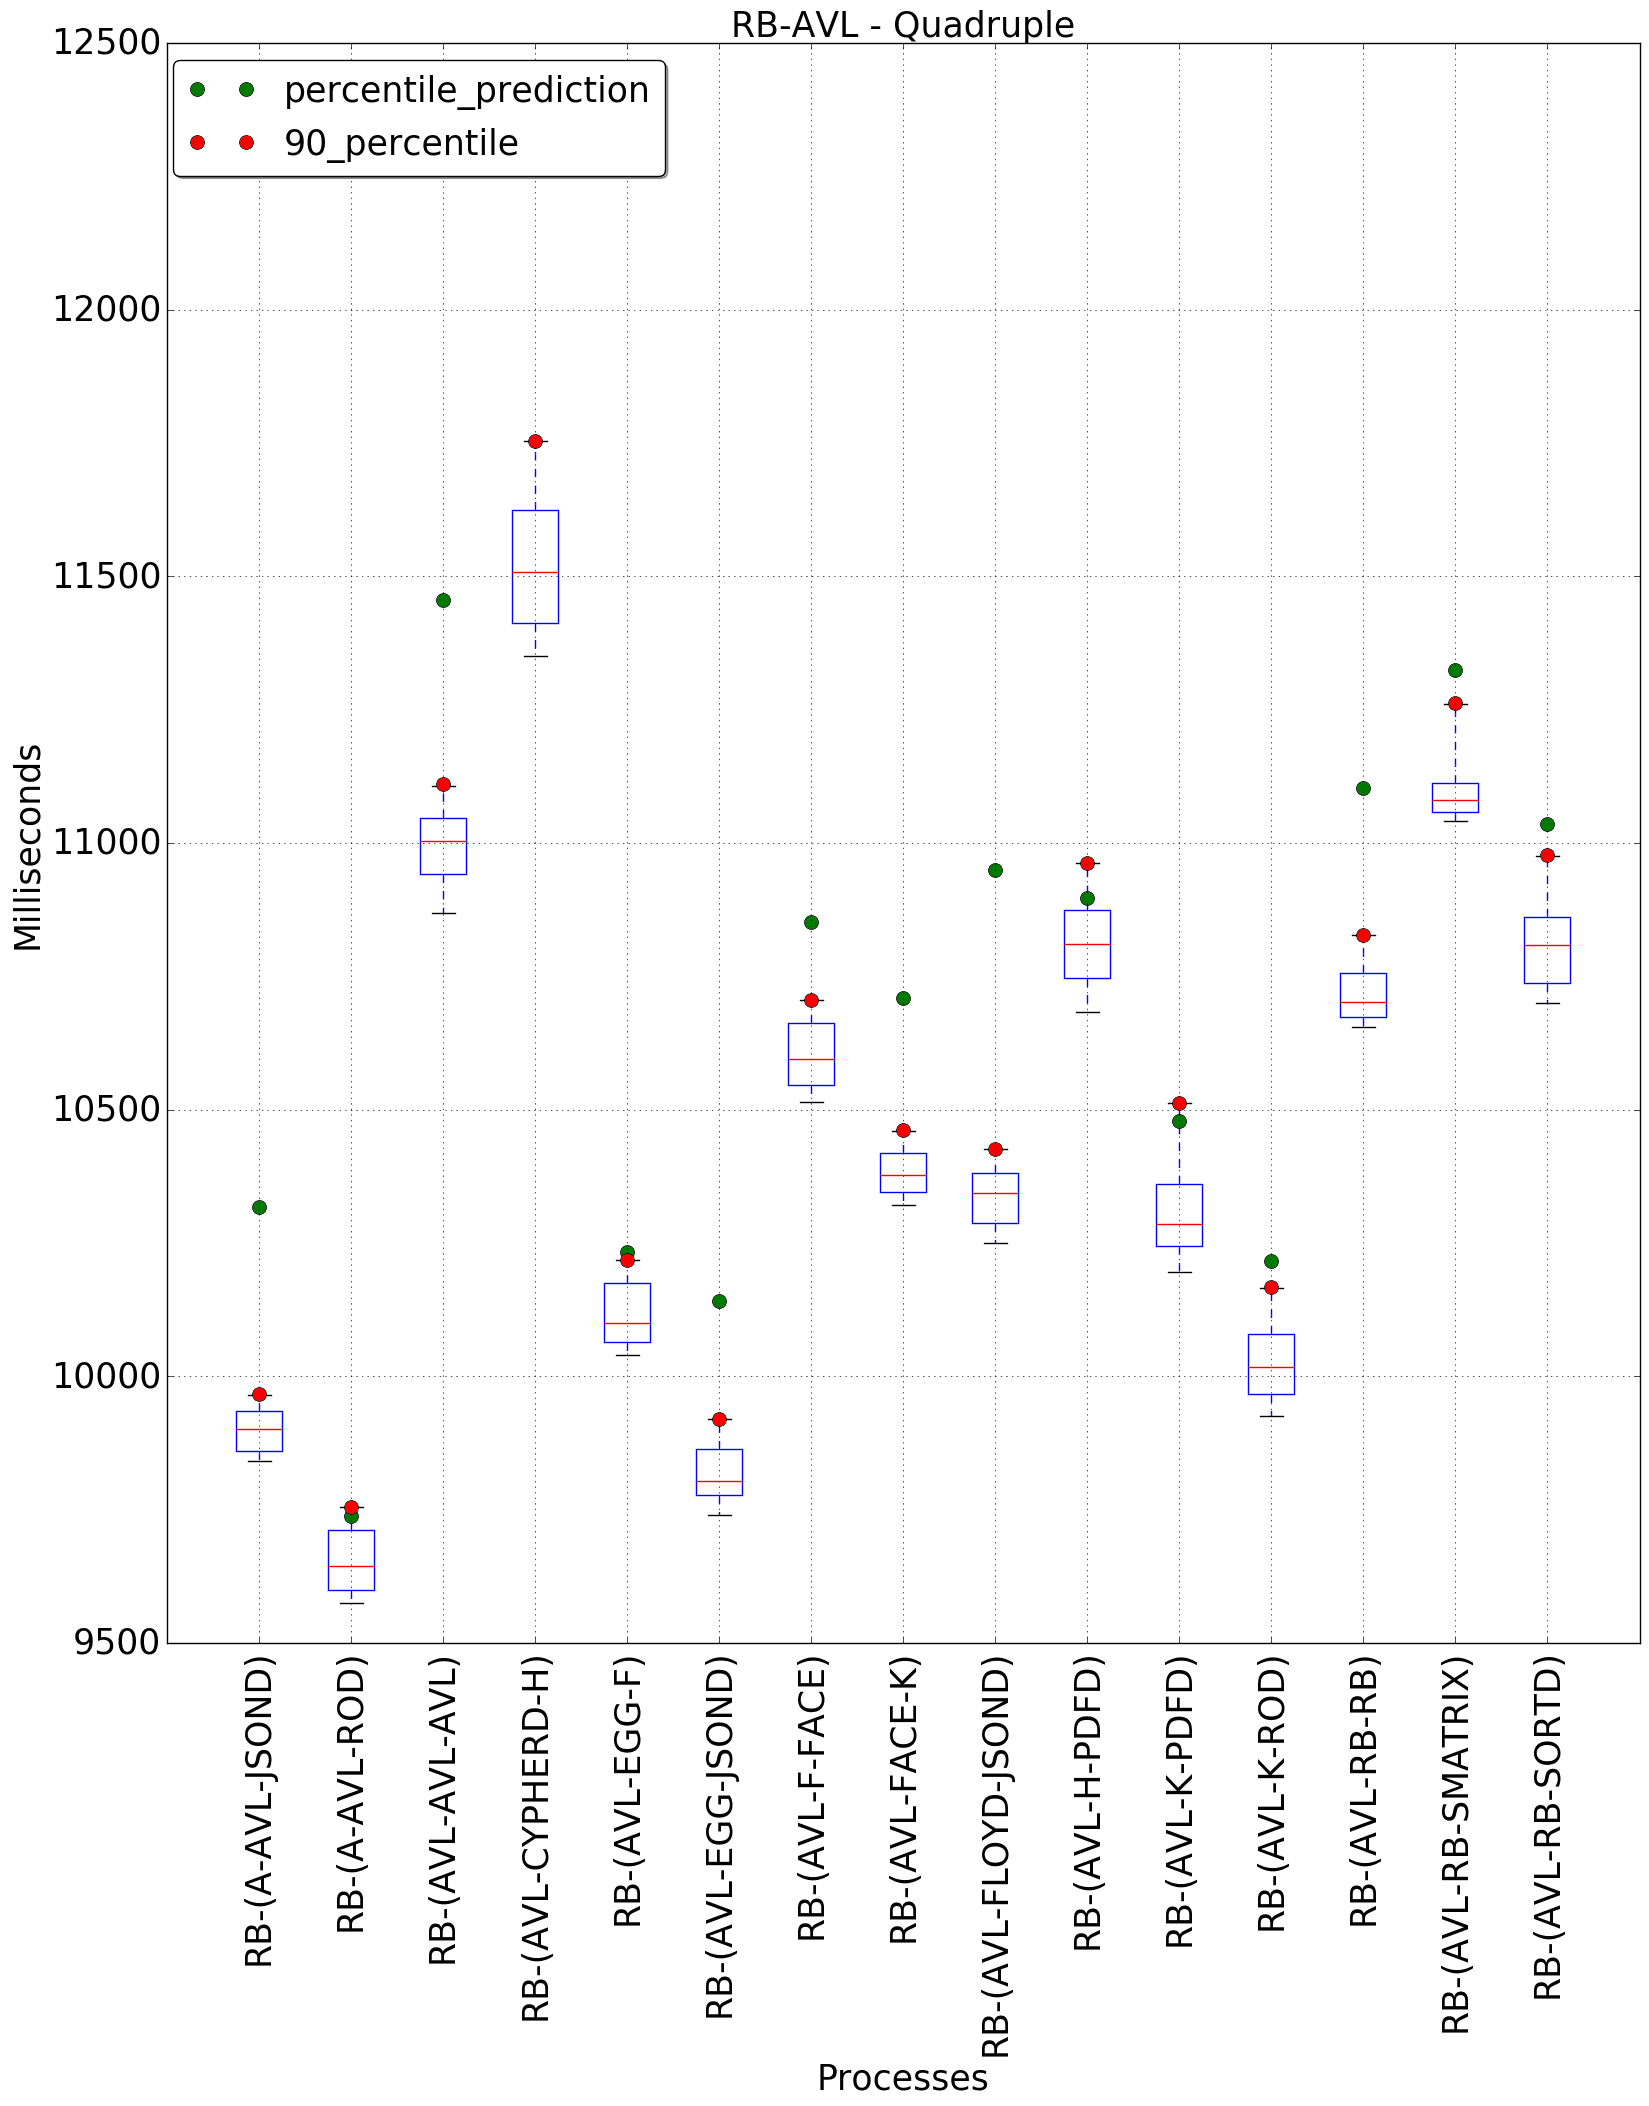 RB-AVL - Quadruple
percentile_prediction
90_percentile
12500
12000
11500
11000
10500
10000
9500
Milliseconds
RB-(A-AVL-JSOND)
RB-(A-AVL-ROD)
RB-(AVL-AVL-AVL)
RB-(AVL-CYPHERD-H)
RB-(AVL-EGG-F)
RB-(AVL-EGG-JSOND)
RB-(AVL-F-FACE)
RB-(AVL-FACE-K)
RB-(AVL-FLOYD-JSOND)
RB-(AVL-H-PDFD)
RB-(AVL-K-PDFD)
RB-(AVL-K-ROD)
RB-(AVL-RB-RB)
RB-(AVL-RB-SMATRIX)
RB-(AVL-RB-SORTD)
Processes